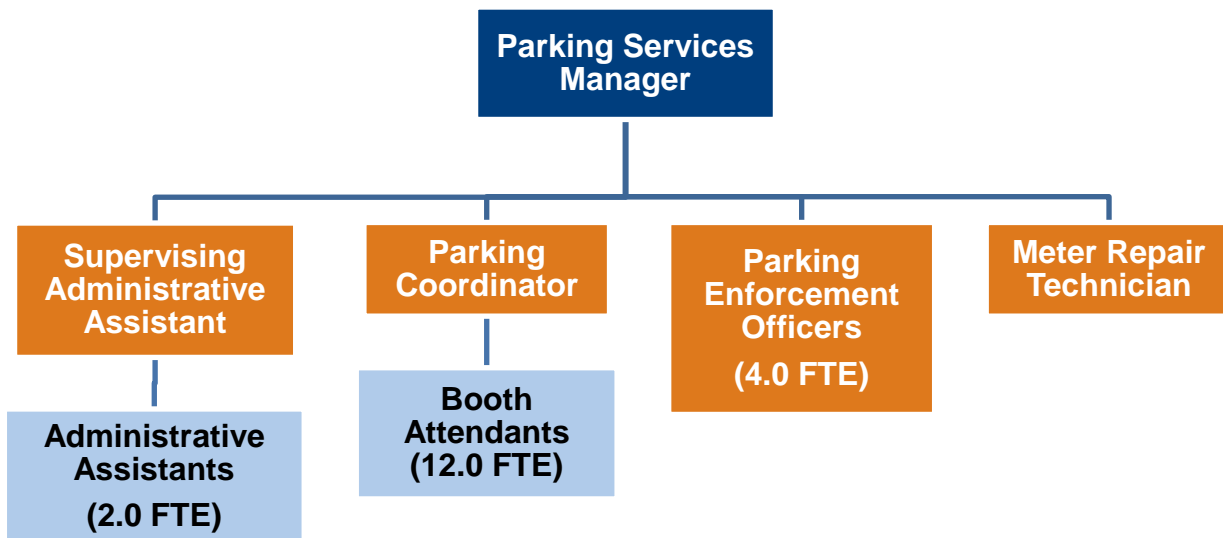 Parking Services
Manager
Supervising
Administrative
Assistant
Parking
Coordinator
Parking
Enforcement
Officers
(4.0 FTE)
Meter Repair
Technician
Administrative
Assistants
(2.0 FTE)
Booth
Attendants
(12.0 FTE)